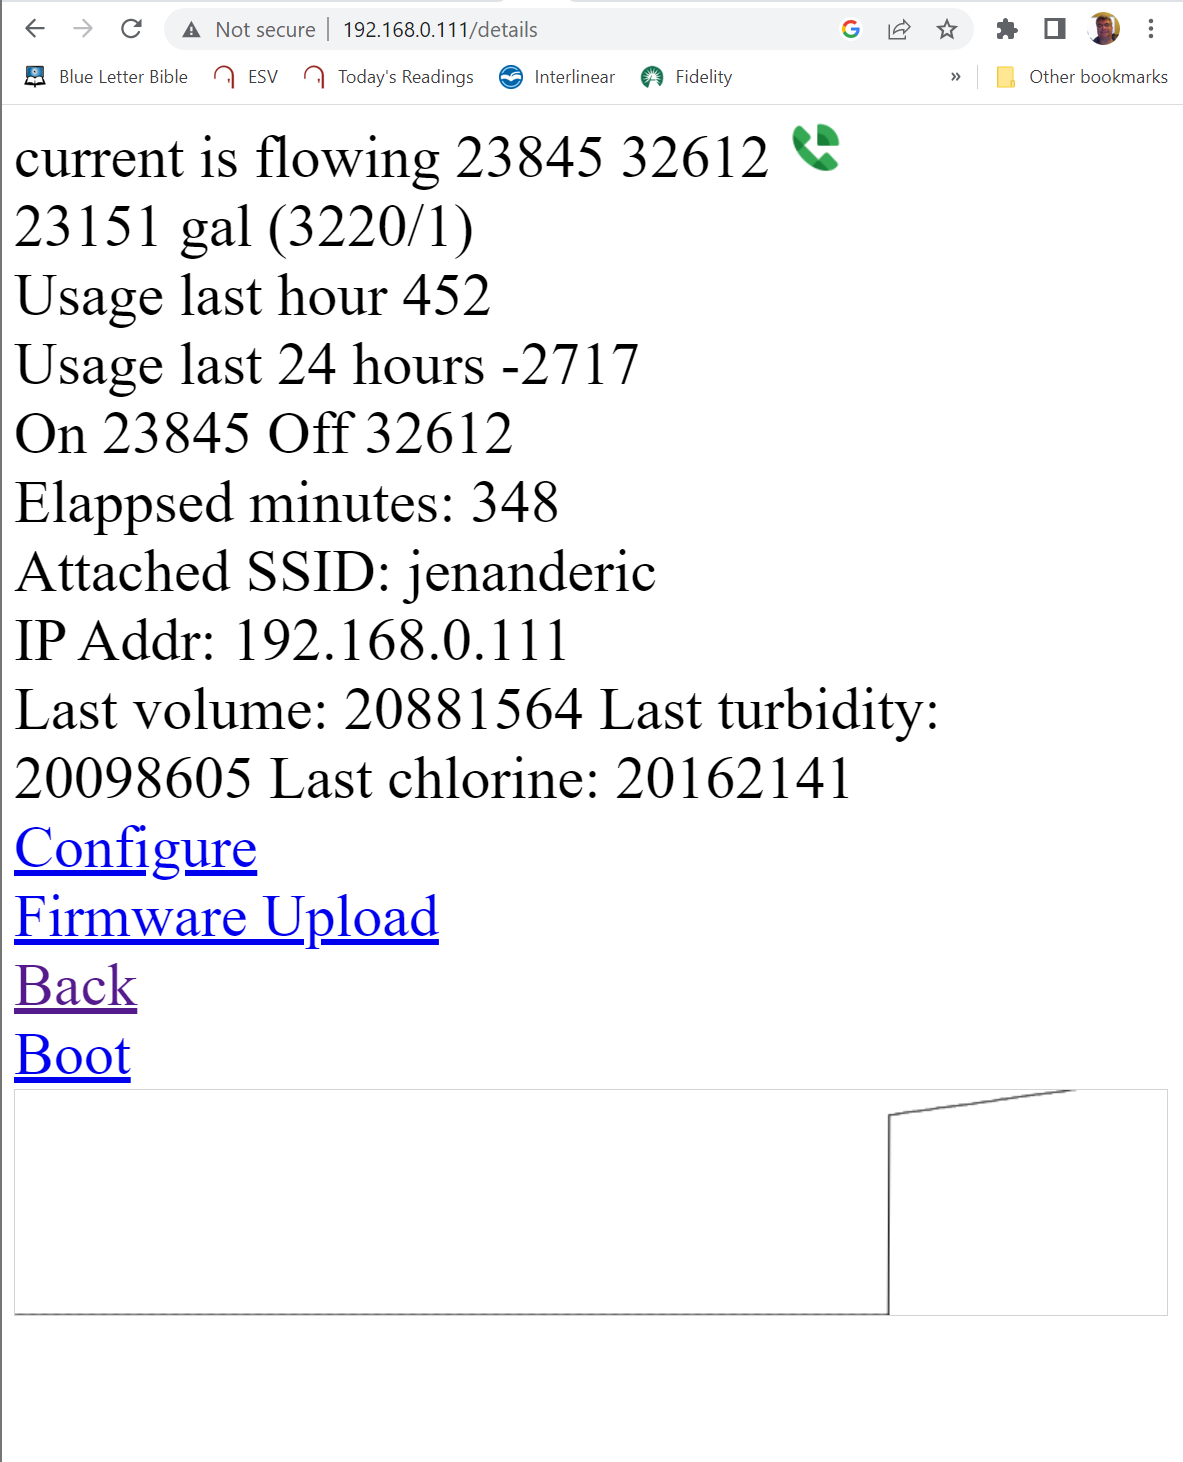 Not secure 192.168.0.111/details
Blue Letter Bible ESV Today's Readings Interlinear Fidelity » Other bookmarks
current is flowing 23845 32612
23151 gal (3220/1)
Usage last hour 452
Usage last 24 hours -2717
On 23845 Off 32612
Elappsed minutes: 348
Attached SSID: jenanderic
IP Addr: 192.168.0.111
Last volume: 20881564 Last turbidity:
20098605 Last chlorine: 20162141
Configure
Firmware Upload
Back
Boot